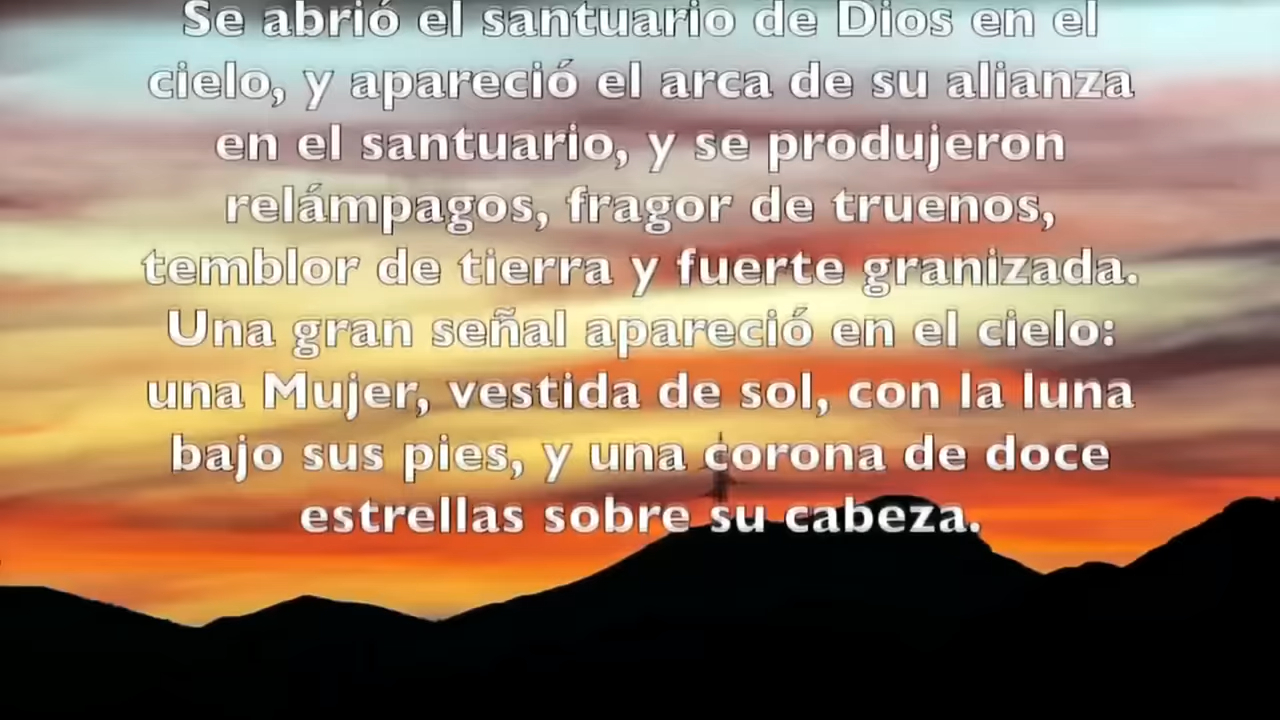 Se abrió el santuario de Dios en el
cielo, y apareció el arca de su alianza
en el santuario, y se produjeron
relámpagos, fragor de truenos,
temblor de tierra y fuerte granizada.
Una gran señal apareció en el cielo:
una Mujer, vestida de sol, con la luna
bajo sus pies, y una corona de doce
estrellas sobre su cabeza.